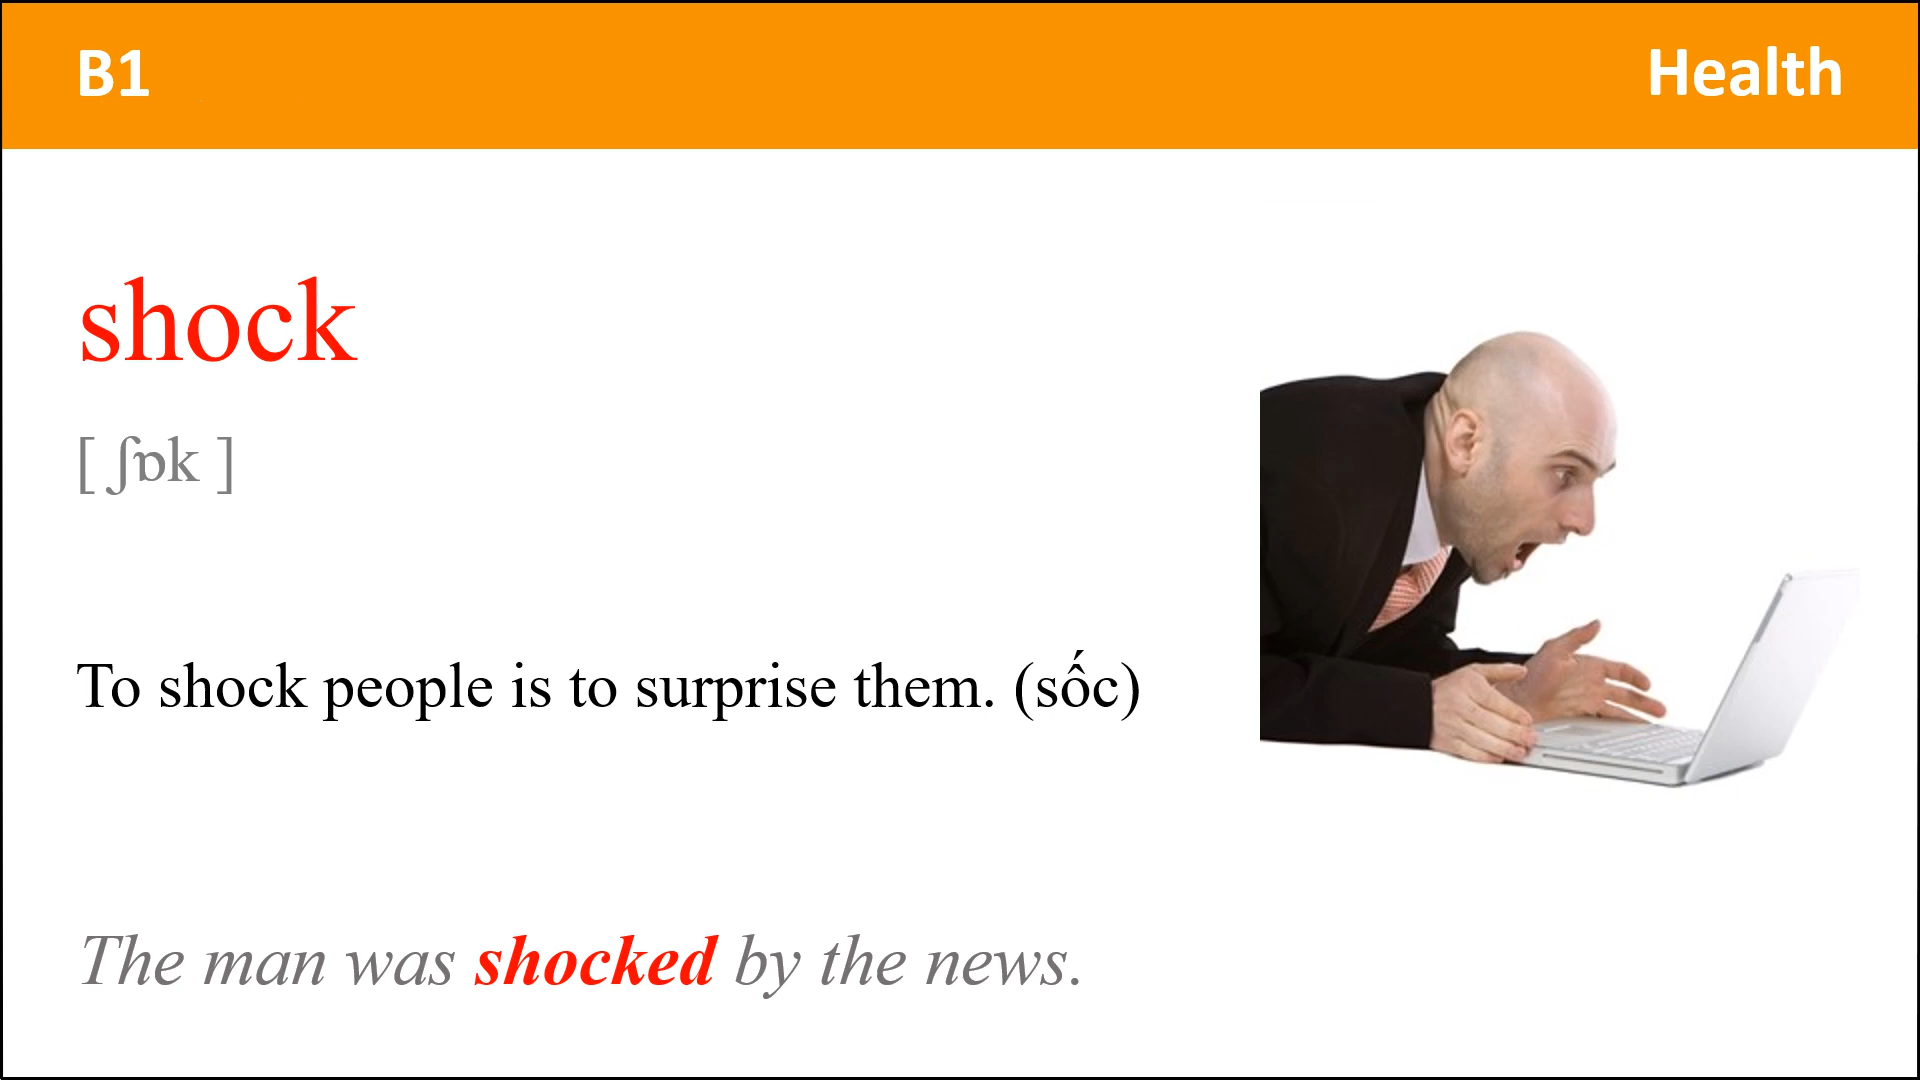 B1
Health
shock
[ ʃɒk ]
To shock people is to surprise them. (sốc)
The man was shocked by the news.